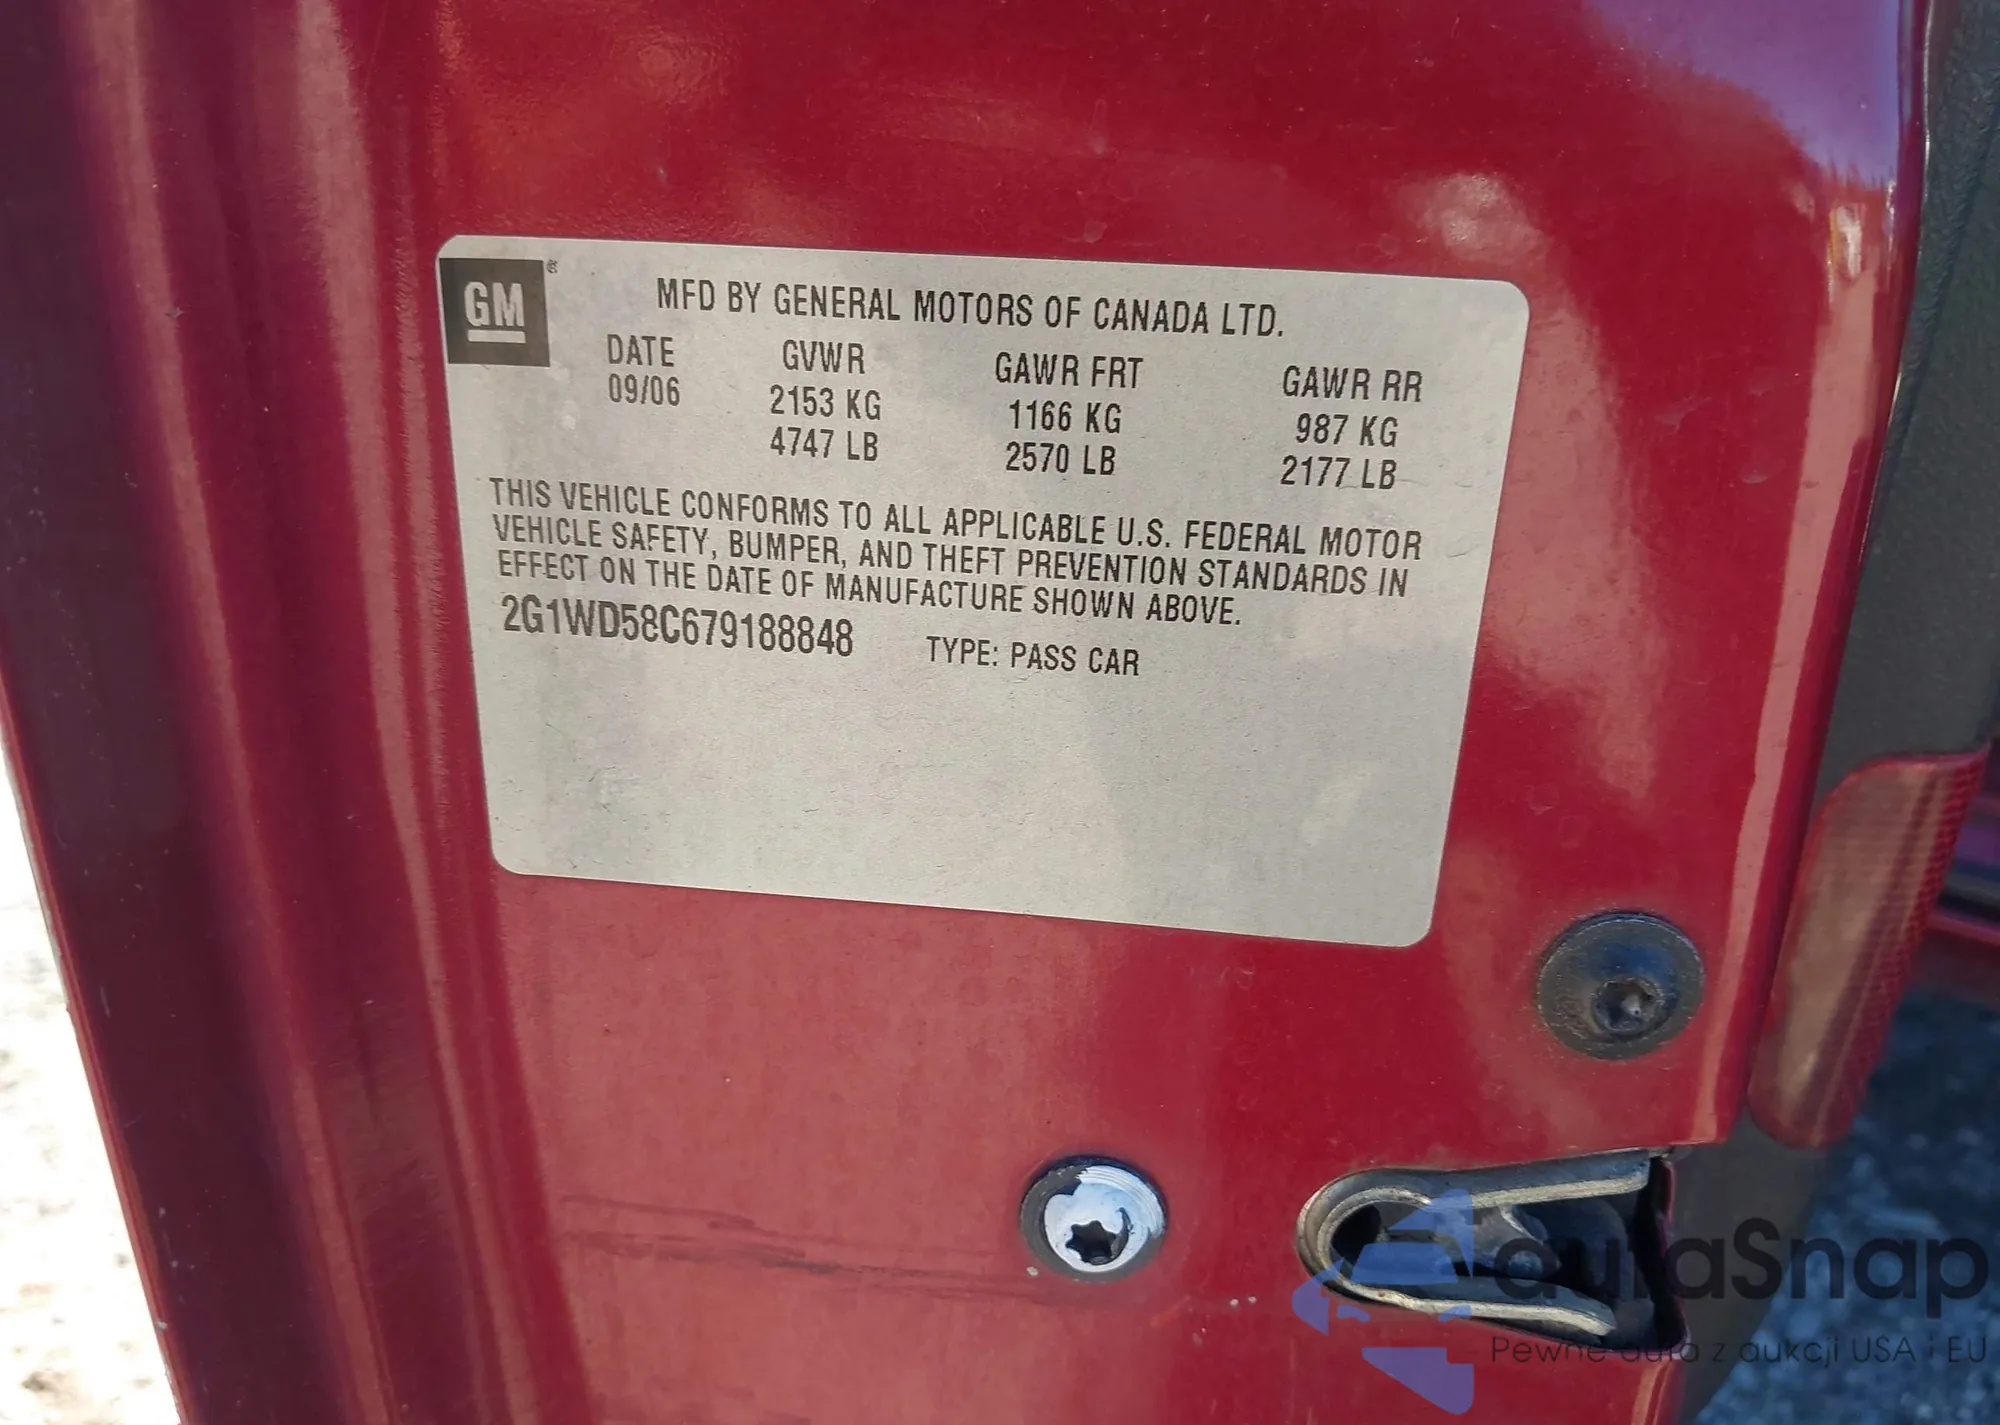 GM ®
MFD BY GENERAL MOTORS OF CANADA LTD.
DATE GVWR GAWR FRT GAWR RR
09/06 2153 KG 1166 KG 987 KG
4747 LB 2570 LB 2177 LB
THIS VEHICLE CONFORMS TO ALL APPLICABLE U.S. FEDERAL MOTOR
VEHICLE SAFETY, BUMPER, AND THEFT PREVENTION STANDARDS IN
EFFECT ON THE DATE OF MANUFACTURE SHOWN ABOVE.
2G1WD58C679188848 TYPE: PASS CAR
autaSnap
Pewne auta z aukcji USA i EU